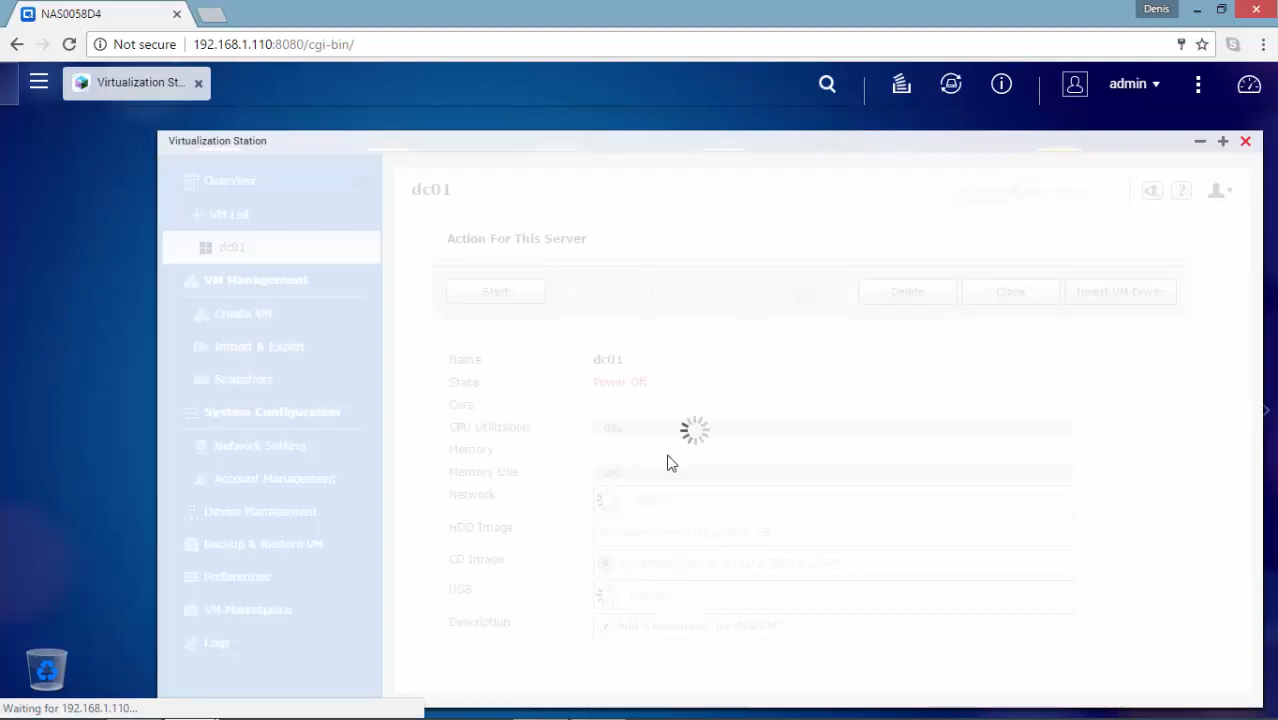 NAS0058D4
Denis
Not secure
192.168.1.110:8080/cgi-bin/
Virtualization St...
admin
Virtualization Station
Overview
VM List
dc01
VM Management
Create VM
Import & Export
Snapshots
System Configuration
Network Setting
Account Management
Device Management
Backup & Restore VM
Preferences
VM Marketplace
Logs
dc01
?
Action For This Server
Start
Delete
Clone
Insert VM Driver
Name
dc01
State
Power Off
Core
CPU Utilization
0%
Memory
Memory Use
0%
Network
HDD Image
CD Image
USB
Description
Waiting for 192.168.1.110...